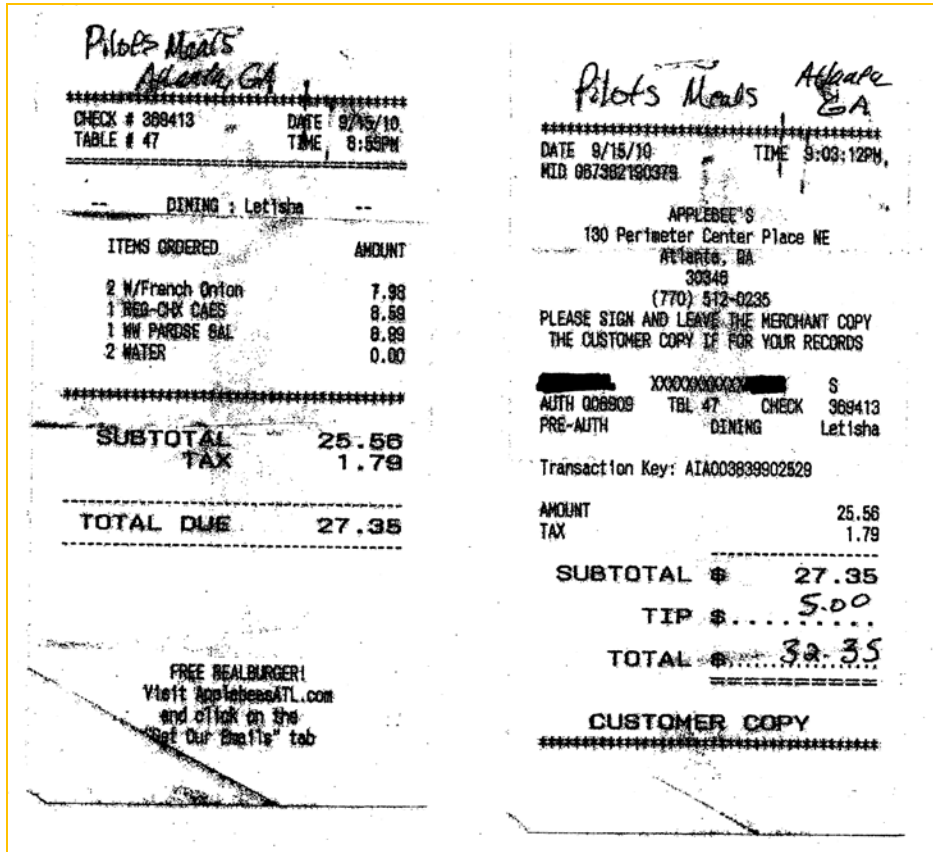 Pilots Meals
Atlanta, GA
****************************************
CHECK # 369413 DATE 9/15/10
TABLE # 47 TIME 8:59PM
========================================
-- DINING : Letisha --
ITEMS ORDERED AMOUNT
2 W/French Onion 7.98
1 REG-CHX CAES 8.59
1 WW PARDSE SAL 8.99
2 WATER 0.00
****************************************
SUBTOTAL 25.56
TAX 1.79
TOTAL DUE 27.35
FREE REALBURGER!
Visit ApplebeesATL.com
and click on the
"Get Our Emails" tab
Pilots Meals Atlanta
GA
****************************************
DATE 9/15/10 TIME 9:03:12PM
MID 067382190379
APPLEBEE'S
130 Perimeter Center Place NE
Atlanta, GA
30346
(770) 512-0235
PLEASE SIGN AND LEAVE THE MERCHANT COPY
THE CUSTOMER COPY IF FOR YOUR RECORDS
XXXXXXXXXXX S
AUTH 006909 TBL 47 CHECK 369413
PRE-AUTH DINING Letisha
Transaction Key: AIA003839902529
AMOUNT 25.56
TAX 1.79
SUBTOTAL $ 27.35
TIP $.......... 5.00
TOTAL $.......... 32.35
==========
CUSTOMER COPY
****************************************